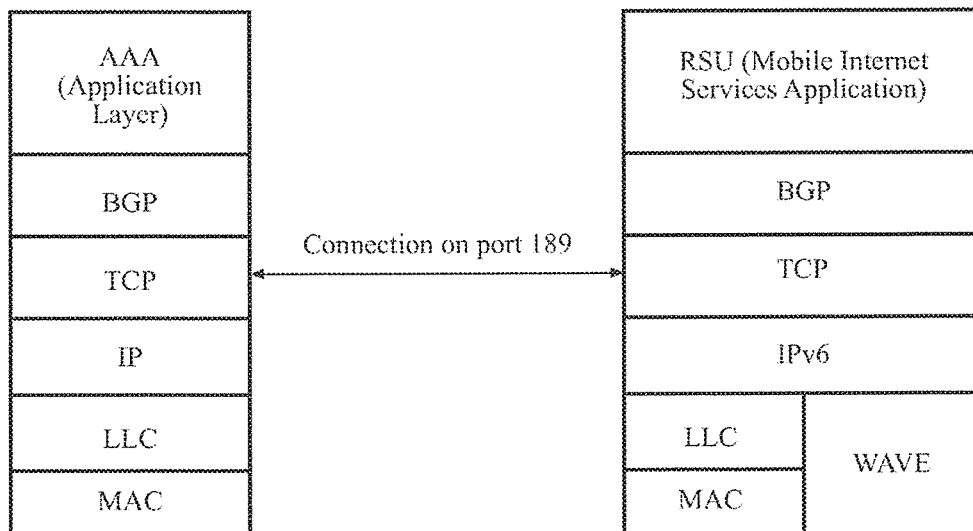 AAA
(Application
Layer)
BGP
TCP
IP
LLC
MAC
Connection on port 189
RSU (Mobile Internet
Services Application)
BGP
TCP
IPv6
LLC
MAC
WAVE